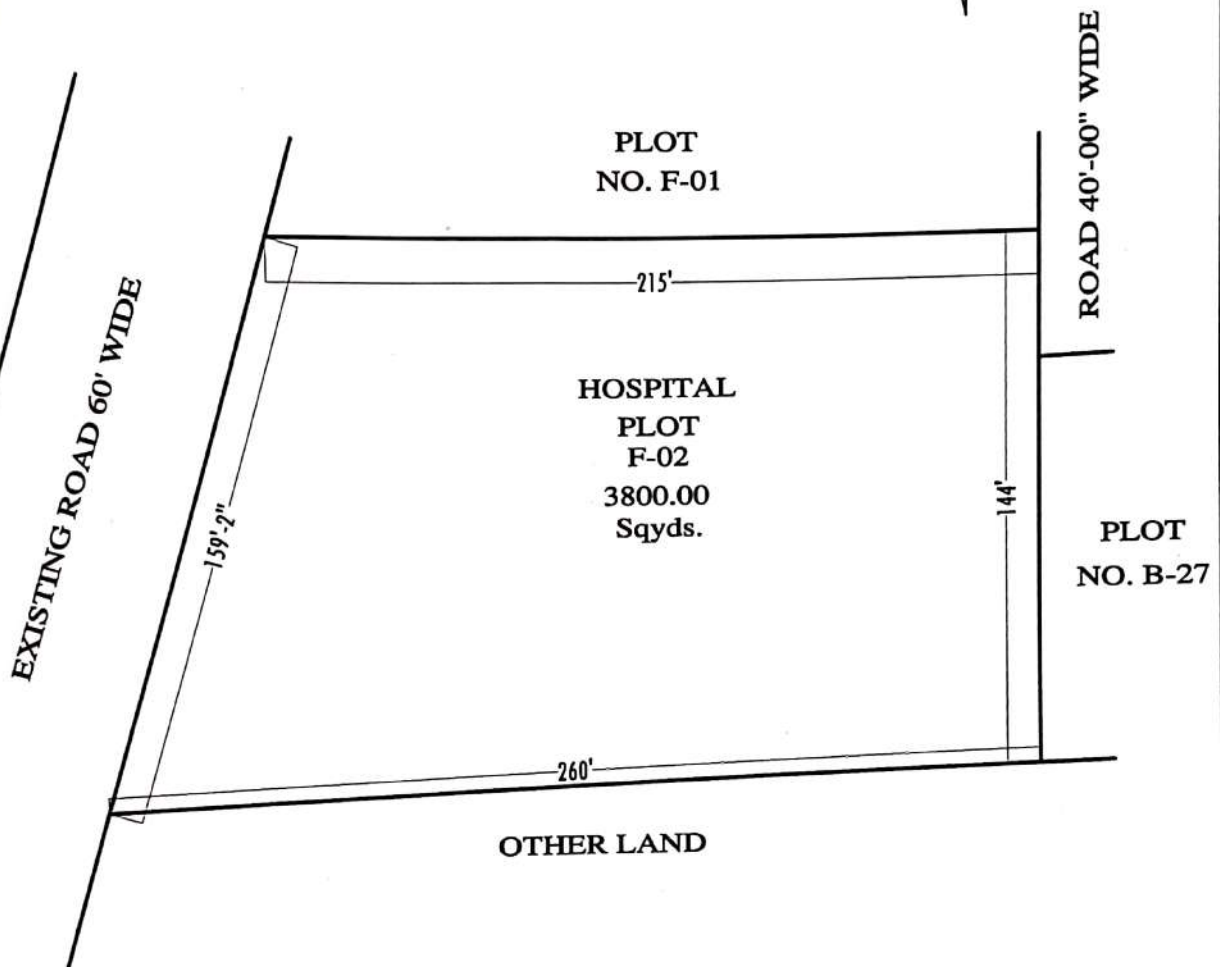 ROAD 40'-00" WIDE
PLOT
NO. F-01
215'
EXISTING ROAD 60' WIDE
HOSPITAL
PLOT
F-02
3800.00
Sqyds.
159'-2"
144'
PLOT
NO. B-27
260'
OTHER LAND